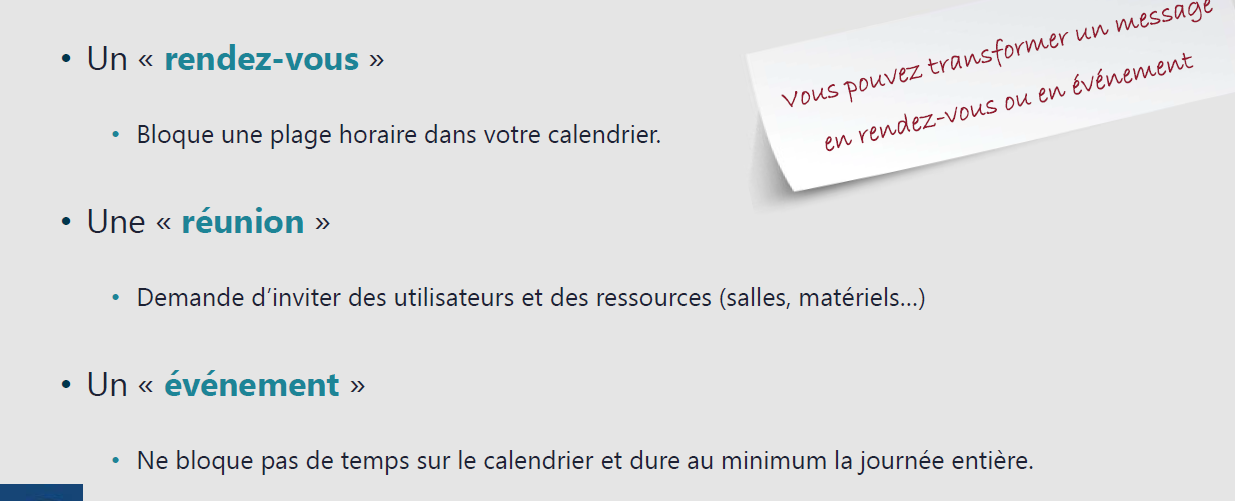 • Un « rendez-vous »
• Bloque une plage horaire dans votre calendrier.
Vous pouvez transformer un message
en rendez-vous ou en événement
• Une « réunion »
• Demande d’inviter des utilisateurs et des ressources (salles, matériels…)
• Un « événement »
• Ne bloque pas de temps sur le calendrier et dure au minimum la journée entière.